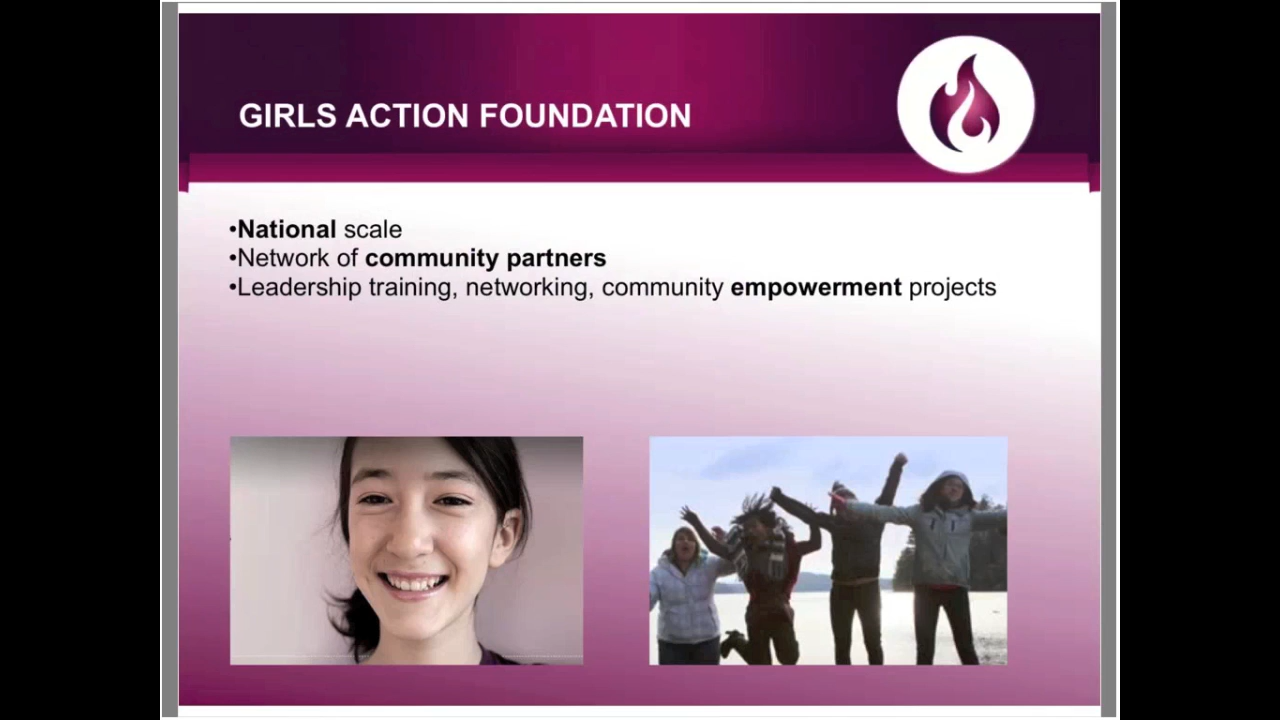 GIRLS ACTION FOUNDATION
•National scale
•Network of community partners
•Leadership training, networking, community empowerment projects